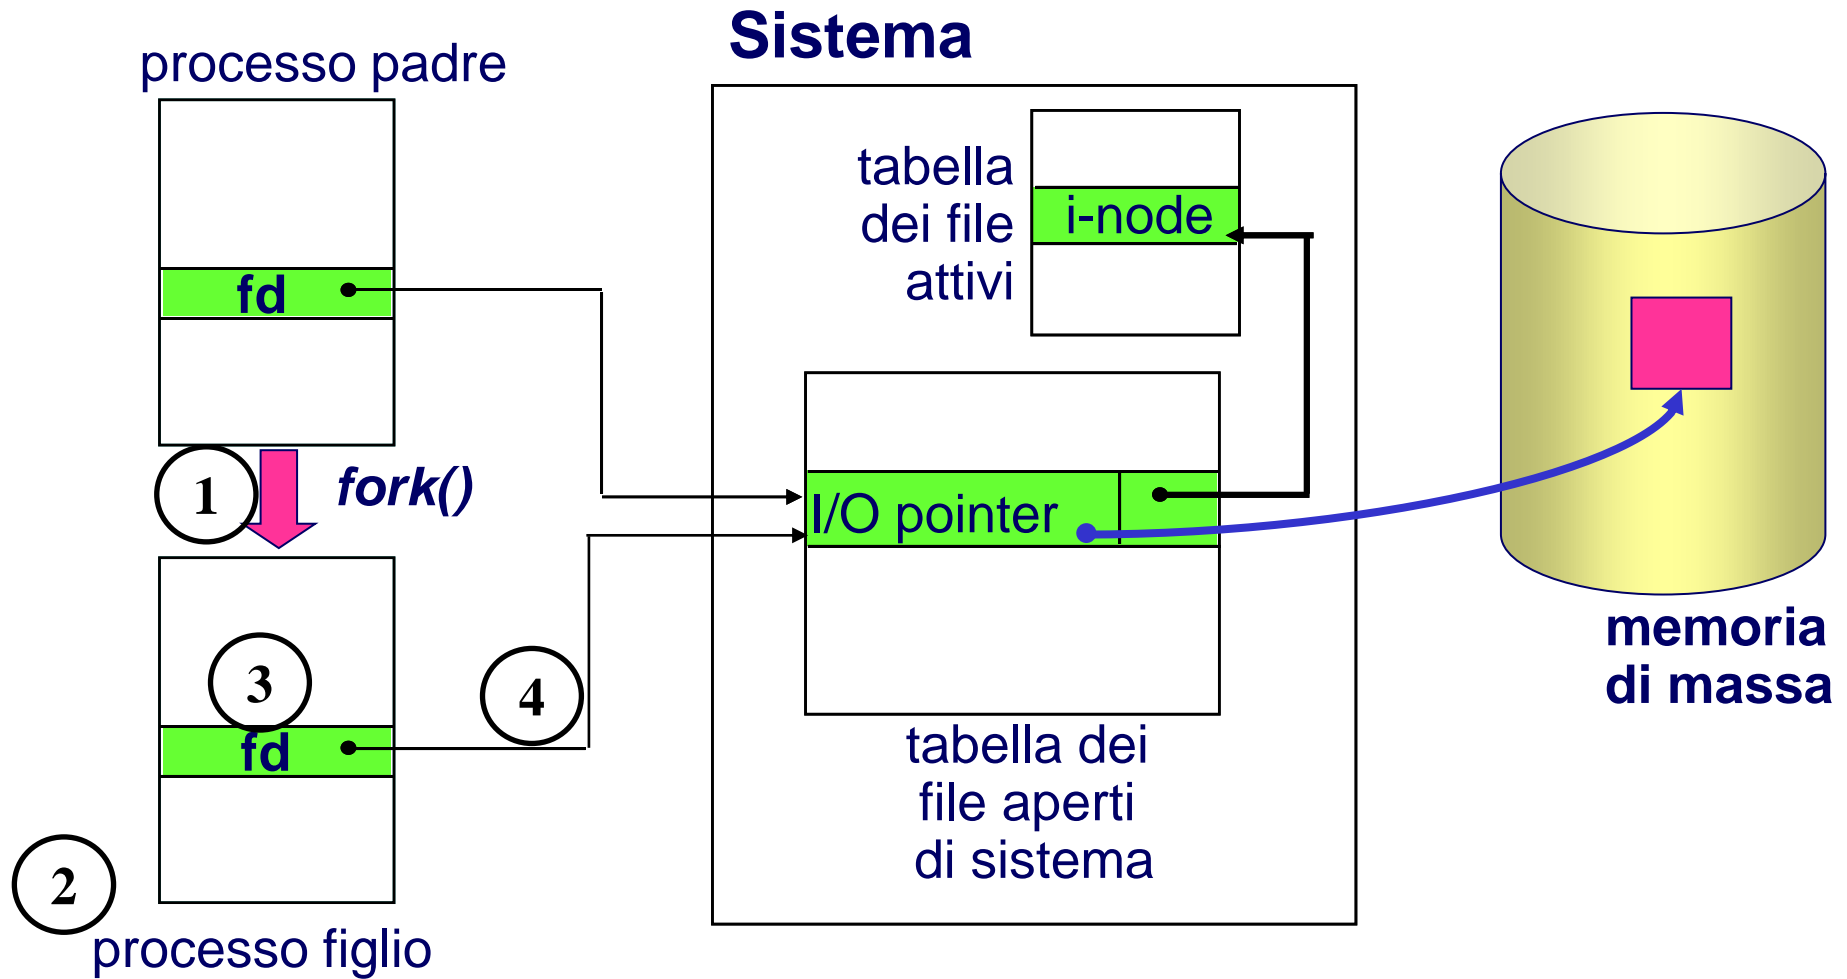 Sistema
processo padre
tabella
dei file
attivi
i-node
fd
1
fork()
I/O pointer
3
4
fd
memoria
di massa
tabella dei
file aperti
di sistema
2
processo figlio